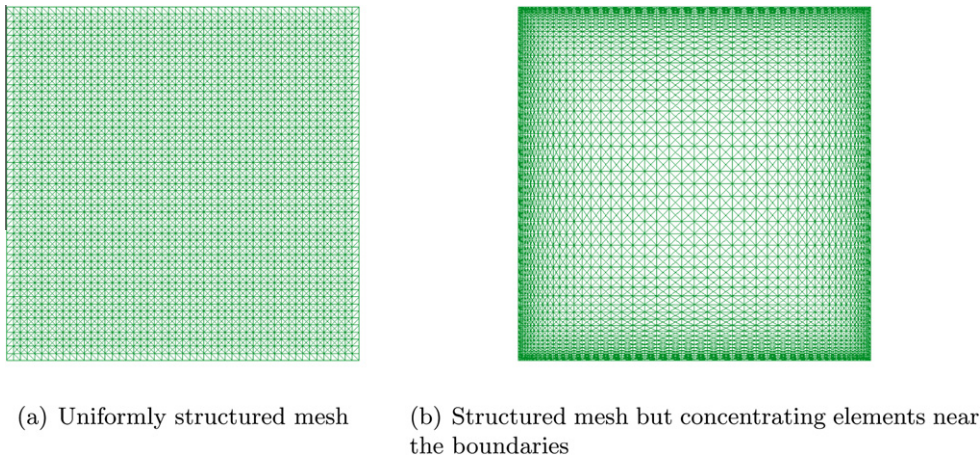 (a) Uniformly structured mesh
(b) Structured mesh but concentrating elements near
the boundaries